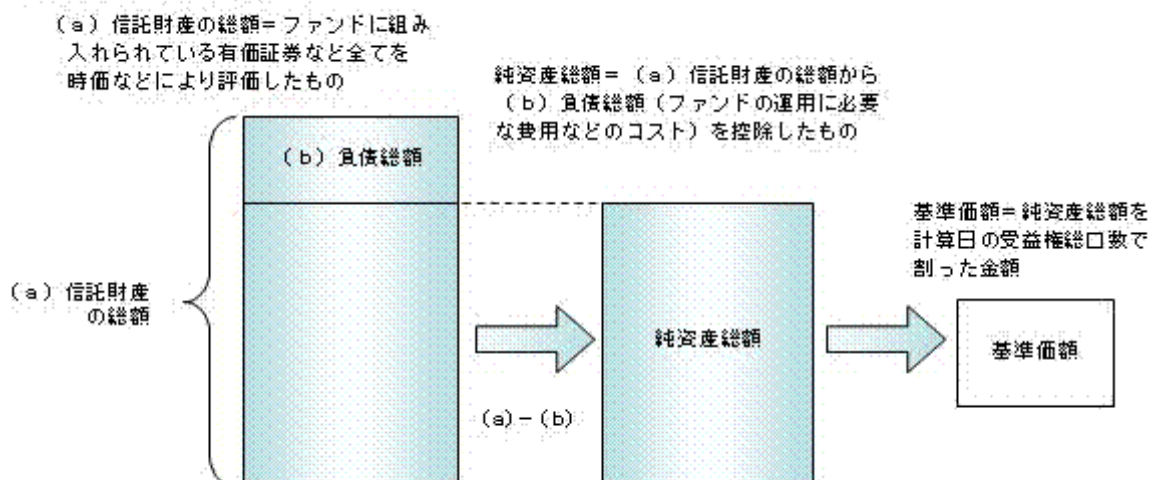 (a)信託財産の総額=ファンドに組み
入れられている有価証券など全てを
時価などにより評価したもの
純資産総額=(a)信託財産の総額から
(b)負債総額(ファンドの運用に必要
な費用などのコスト)を控除したもの
(b)負債総額
基準価額=純資産総額を
計算日の受益権総口数で
割った金額
(a)信託財産
の総額
純資産総額
基準価額
(a)-(b)